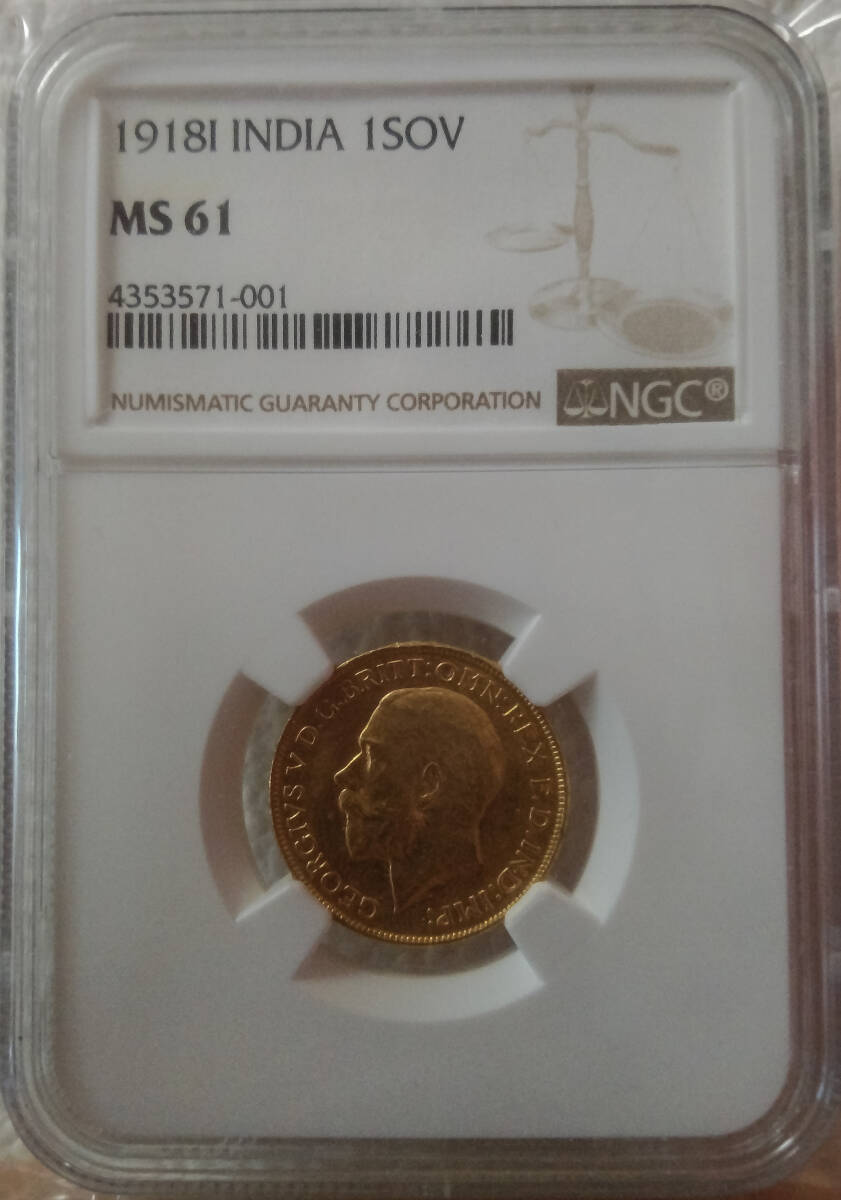 1918I INDIA 1SOV
MS 61
4353571-001
NUMISMATIC GUARANTY CORPORATION NGC®
GEORGIVS V D.G.BRITT:OMN:REX F.D.IND:IMP: